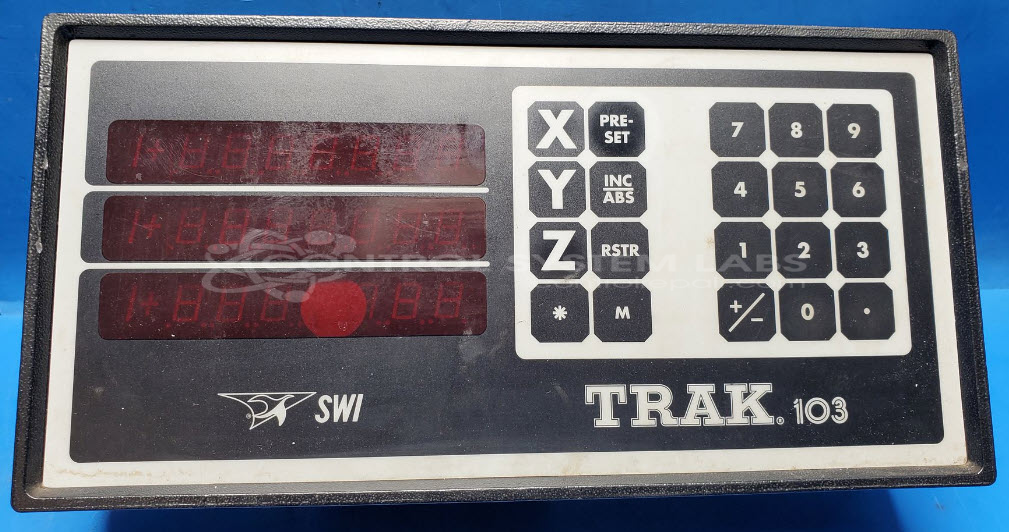 X PRE-SET 7 8 9
Y INC ABS 4 5 6
Z RSTR 1 2 3
* M +/- 0 .
CONTROL SYSTEM LABS
SWI
TRAK® 103